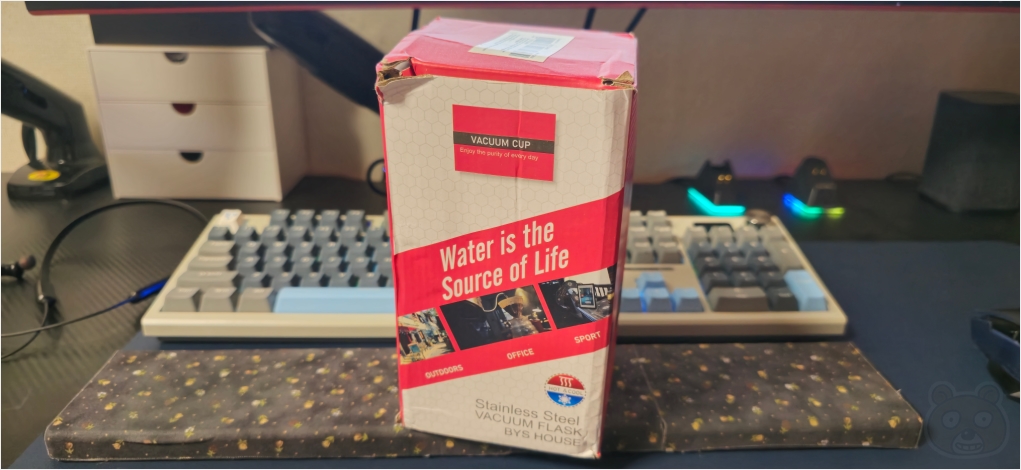 VACUUM CUP
Enjoy the purity of every day
Water is the
Source of Life
OUTDOORS
OFFICE
SPORT
Stainless Steel
VACUUM FLASK
BYS HOUSE